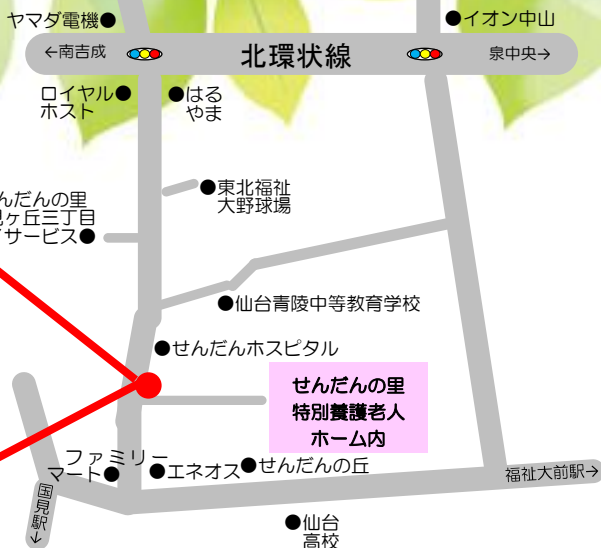 ヤマダ電機●
●イオン中山
←南吉成
北環状線
泉中央→
ロイヤル●
ホスト
●はる
やま
●東北福祉
大野球場
んだんの里
見ヶ丘三丁目
サービス●
●仙台青陵中等教育学校
●せんだんホスピタル
せんだんの里
特別養護老人
ホーム内
ファミリー
マート●
●エネオス
●せんだんの丘
福祉大前駅→
国見駅→
●仙台
高校